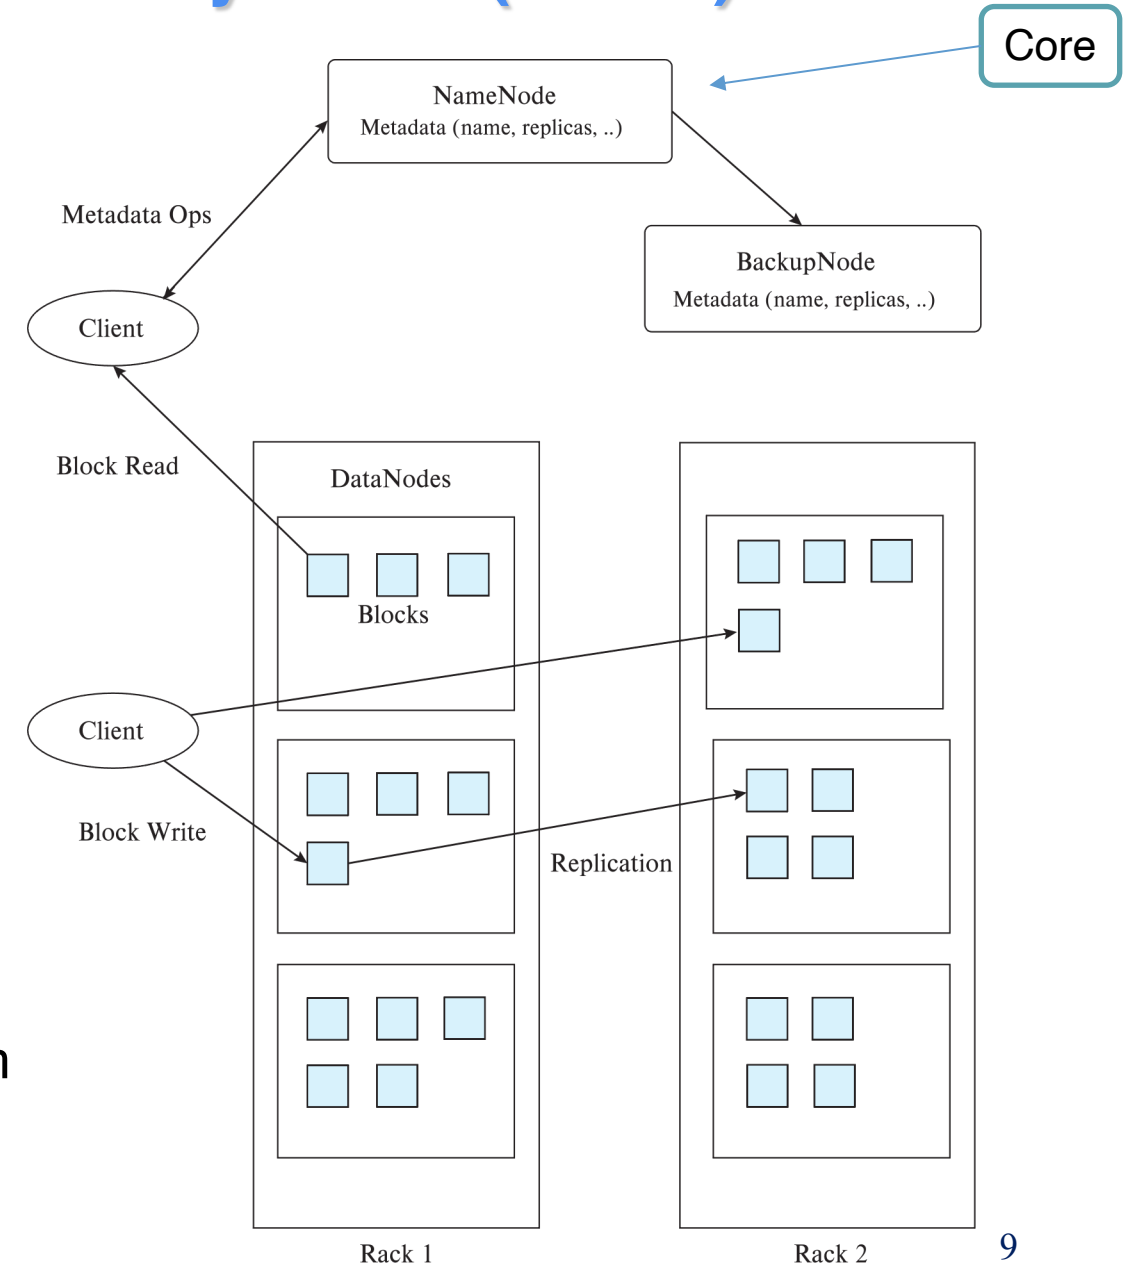 Core
NameNode
Metadata (name, replicas, ..)
Metadata Ops
BackupNode
Metadata (name, replicas, ..)
Client
Block Read
DataNodes
Blocks
Client
Block Write
Replication
Rack 1
Rack 2
9